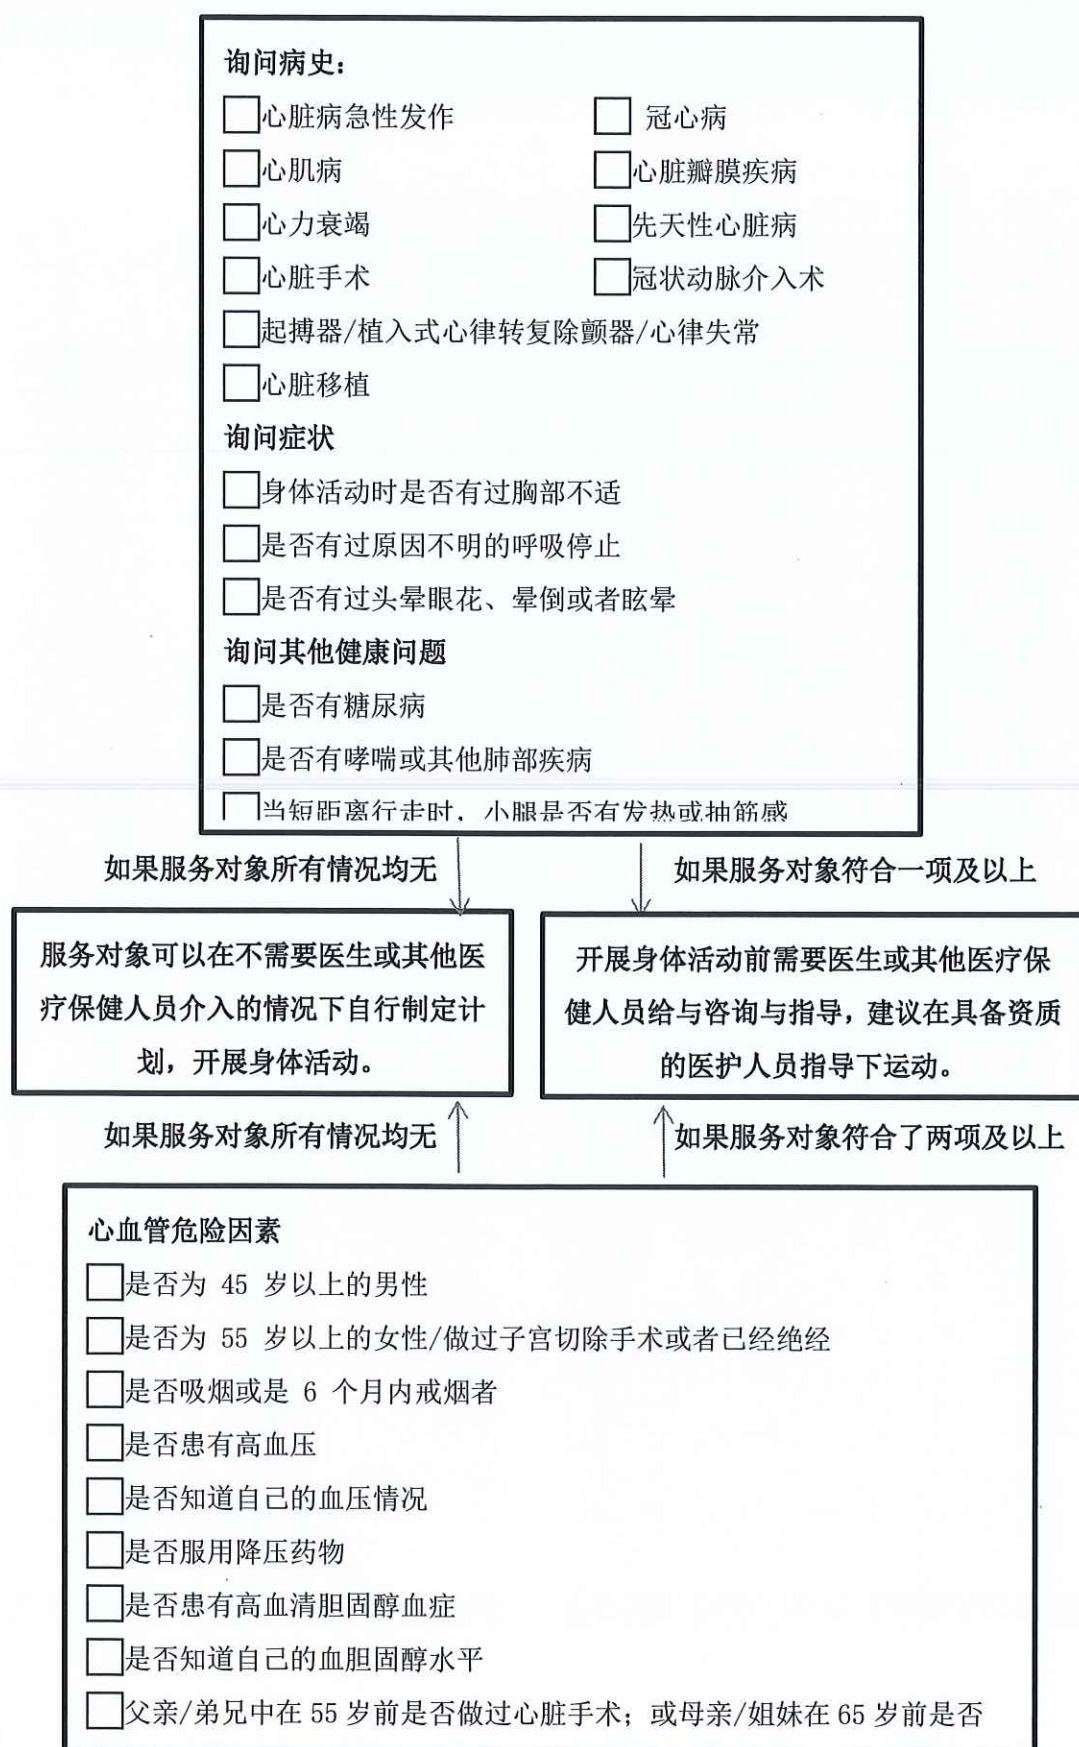 询问病史：
心脏病急性发作 冠心病
心肌病 心脏瓣膜疾病
心力衰竭 先天性心脏病
心脏手术 冠状动脉介入术
起搏器/植入式心律转复除颤器/心律失常
心脏移植
询问症状
身体活动时是否有过胸部不适
是否有过原因不明的呼吸停止
是否有过头晕眼花、晕倒或者眩晕
询问其他健康问题
是否有糖尿病
是否有哮喘或其他肺部疾病
当短距离行走时，小腿是否有发热或抽筋感
如果服务对象所有情况均无
如果服务对象符合一项及以上
服务对象可以在不需要医生或其他医
疗保健人员介入的情况下自行制定计
划，开展身体活动。
开展身体活动前需要医生或其他医疗保
健人员给与咨询与指导，建议在具备资质
的医护人员指导下运动。
如果服务对象所有情况均无
如果服务对象符合了两项及以上
心血管危险因素
是否为 45 岁以上的男性
是否为 55 岁以上的女性/做过子宫切除手术或者已经绝经
是否吸烟或是 6 个月内戒烟者
是否患有高血压
是否知道自己的血压情况
是否服用降压药物
是否患有高血清胆固醇血症
是否知道自己的血胆固醇水平
父亲/弟兄中在 55 岁前是否做过心脏手术；或母亲/姐妹在 65 岁前是否